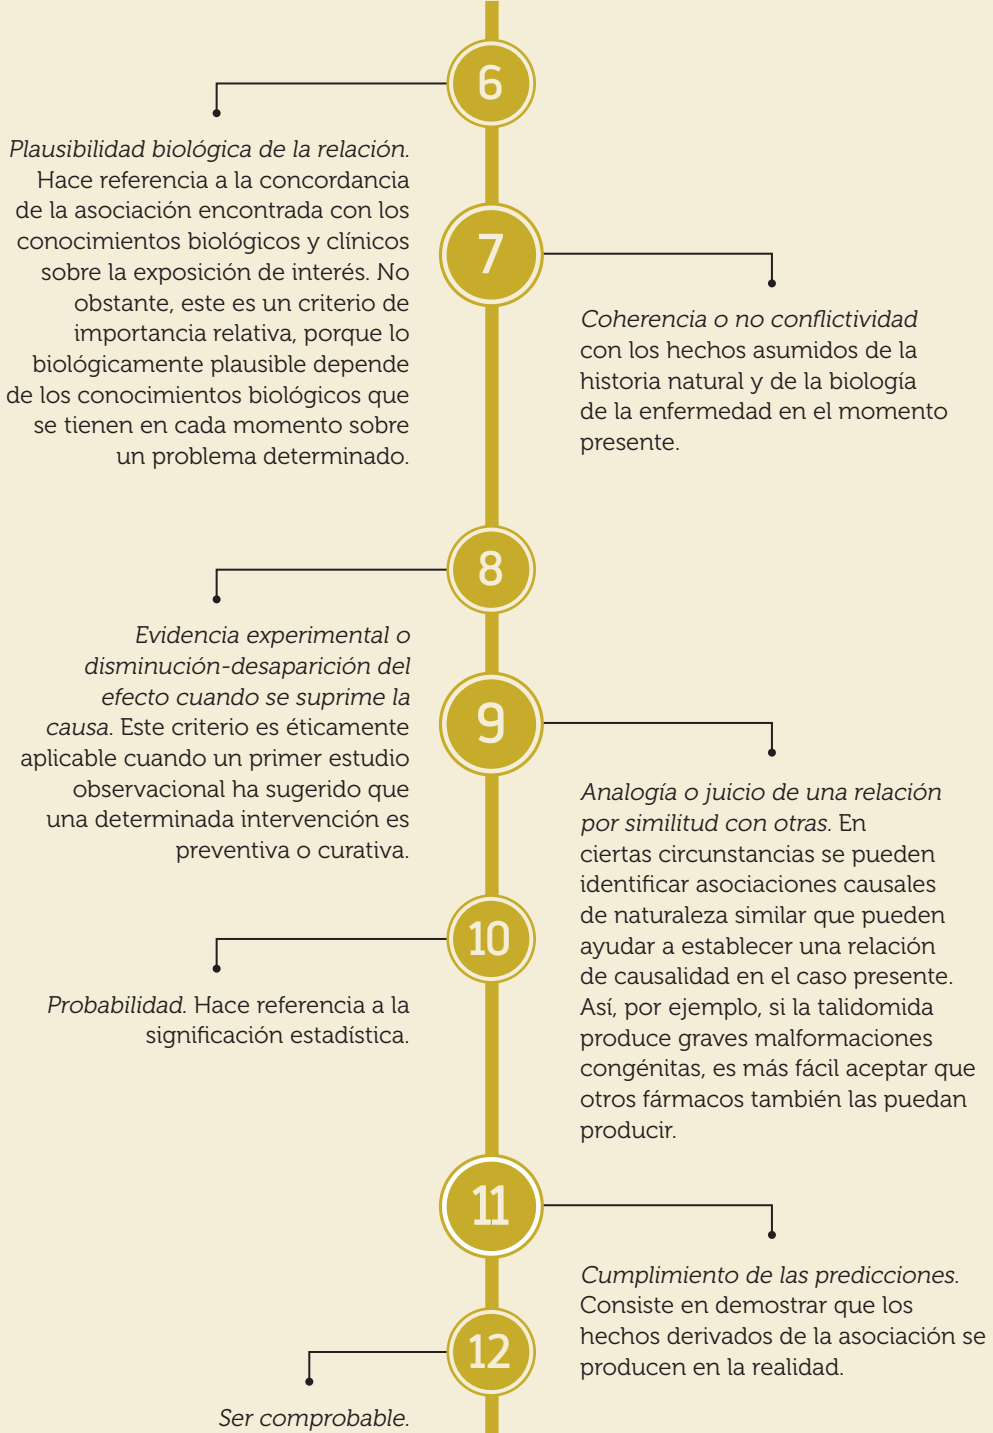 6
Plausibilidad biológica de la relación.
Hace referencia a la concordancia
de la asociación encontrada con los
conocimientos biológicos y clínicos
sobre la exposición de interés. No
obstante, este es un criterio de
importancia relativa, porque lo
biológicamente plausible depende
de los conocimientos biológicos que
se tienen en cada momento sobre
un problema determinado.
7
Coherencia o no conflictividad
con los hechos asumidos de la
historia natural y de la biología
de la enfermedad en el momento
presente.
8
Evidencia experimental o
disminución-desaparición del
efecto cuando se suprime la
causa. Este criterio es éticamente
aplicable cuando un primer estudio
observacional ha sugerido que
una determinada intervención es
preventiva o curativa.
9
Analogía o juicio de una relación
por similitud con otras. En
ciertas circunstancias se pueden
identificar asociaciones causales
de naturaleza similar que pueden
ayudar a establecer una relación
de causalidad en el caso presente.
Así, por ejemplo, si la talidomida
produce graves malformaciones
congénitas, es más fácil aceptar que
otros fármacos también las puedan
producir.
10
Probabilidad. Hace referencia a la
significación estadística.
11
Cumplimiento de las predicciones.
Consiste en demostrar que los
hechos derivados de la asociación se
producen en la realidad.
12
Ser comprobable.